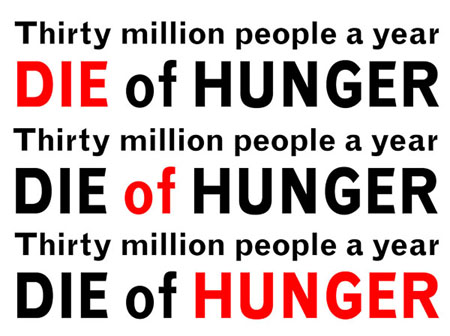 Thirty million people a year
DIE of HUNGER
Thirty million people a year
DIE of HUNGER
Thirty million people a year
DIE of HUNGER